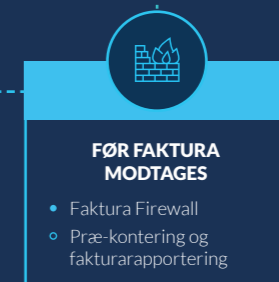 FØR FAKTURA
MODTAGES
Faktura Firewall
Præ-kontering og
fakturarapportering